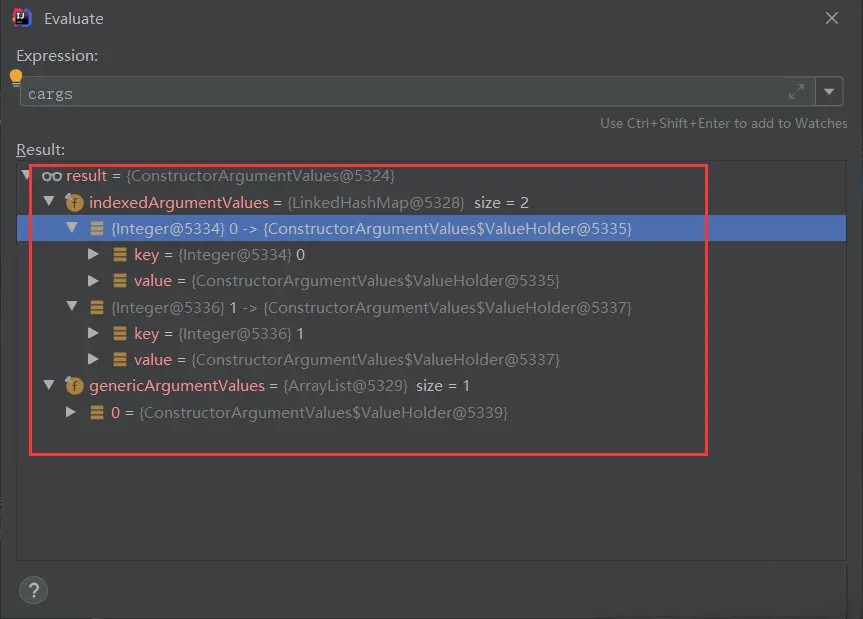 Evaluate
Expression:
cargs
Use Ctrl+Shift+Enter to add to Watches
Result:
result = {ConstructorArgumentValues@5324}
indexedArgumentValues = {LinkedHashMap@5328} size = 2
{Integer@5334} 0 -> {ConstructorArgumentValues$ValueHolder@5335}
key = {Integer@5334} 0
value = {ConstructorArgumentValues$ValueHolder@5335}
{Integer@5336} 1 -> {ConstructorArgumentValues$ValueHolder@5337}
key = {Integer@5336} 1
value = {ConstructorArgumentValues$ValueHolder@5337}
genericArgumentValues = {ArrayList@5329} size = 1
0 = {ConstructorArgumentValues$ValueHolder@5339}
?